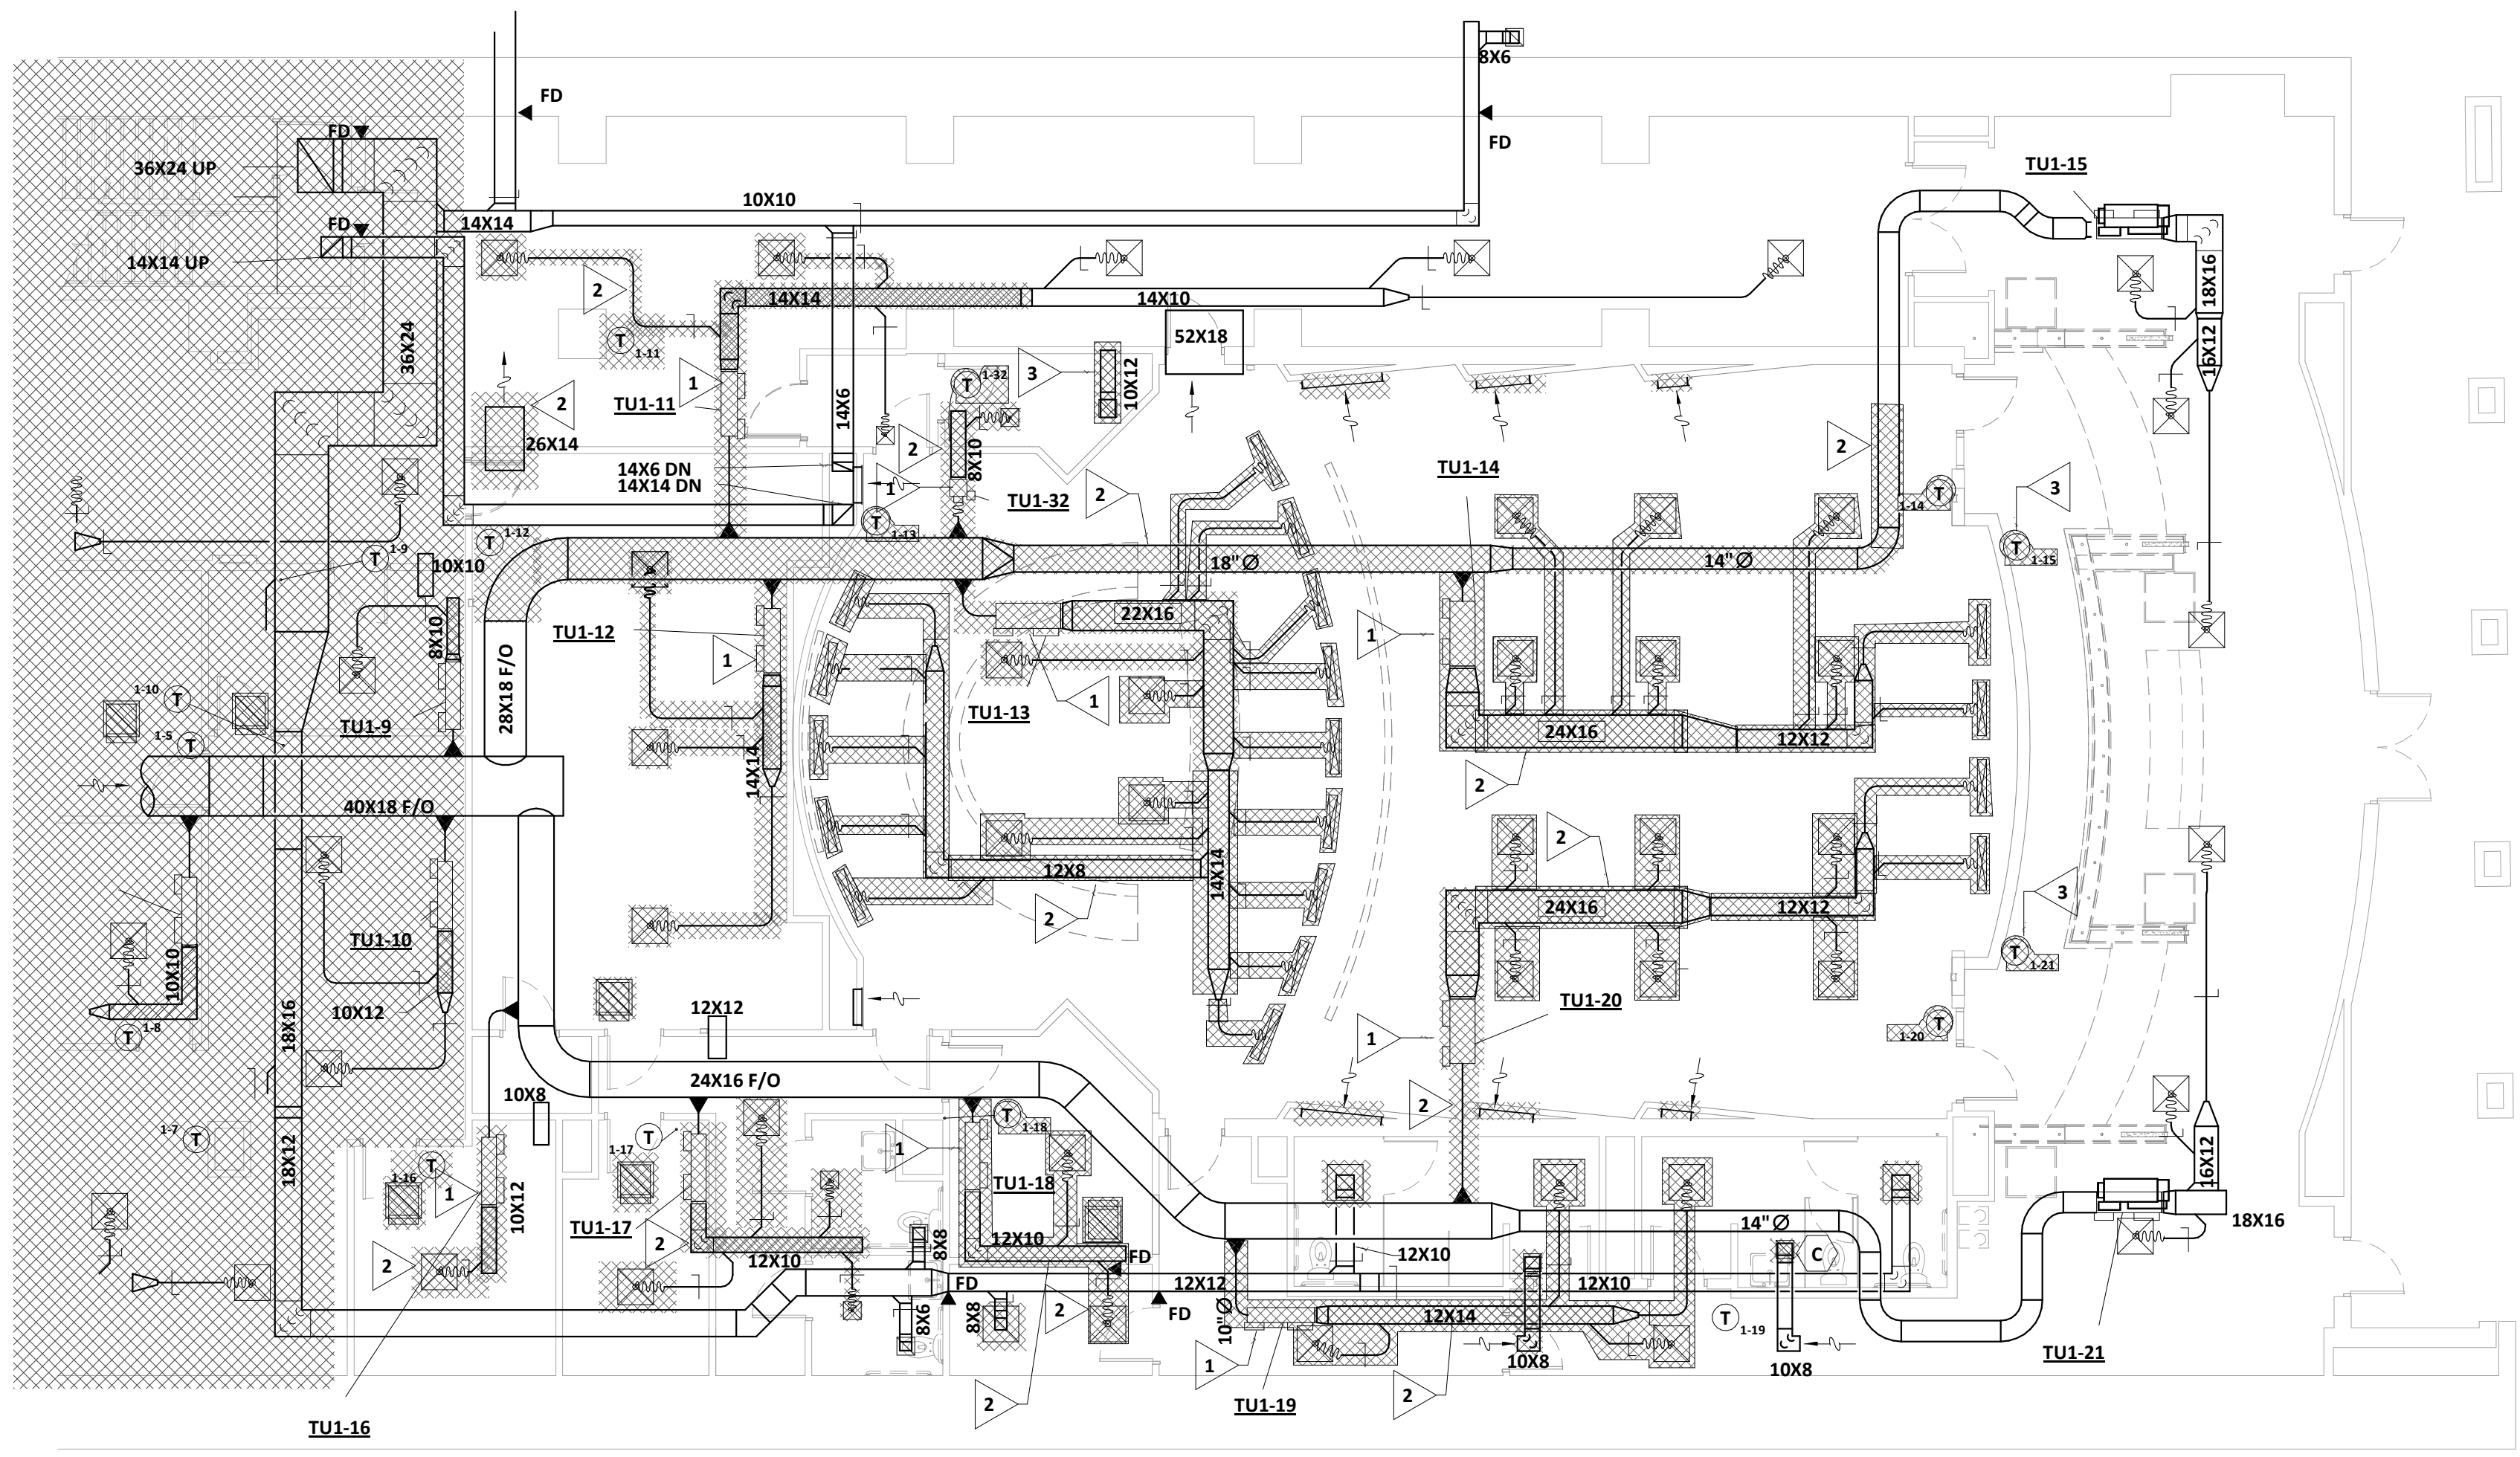 8X6
FD
FD
FD
36X24 UP
TU1-15
10X10
14X14
FD
14X14 UP
18X16
2
14X14
14X10
52X18
T
1-11
36X24
16X12
1
T
1-32
3
10X12
TU1-11
2
14X6
26X14
2
8X10
2
14X6 DN
14X14 DN
TU1-14
1
TU1-32
2
T
1-14
3
T
1-13
T
1-12
T
1-9
T
1-15
10X10
18"Ø
14"Ø
22X16
8X10
TU1-12
1
1
28X18 F/O
T
1-10
TU1-9
1
TU1-13
T
1-5
24X16
12X12
14X14
2
40X18 F/O
2
12X8
14X14
3
24X16
12X12
2
TU1-10
10X10
T
1-21
10X12
12X12
TU1-20
T
1-8
18X16
T
1-20
1
24X16 F/O
10X8
2
T
1-18
T
1-7
T
1-17
1
18X12
T
1-16
1
16X12
TU1-18
10X12
TU1-17
14"Ø
18X16
2
12X10
8X8
12X10
FD
12X10
C
2
FD
12X12
12X10
2
FD
8X6
8X8
10"Ø
12X14
T
1-19
1
10X8
10X8
TU1-21
2
TU1-19
2
TU1-16